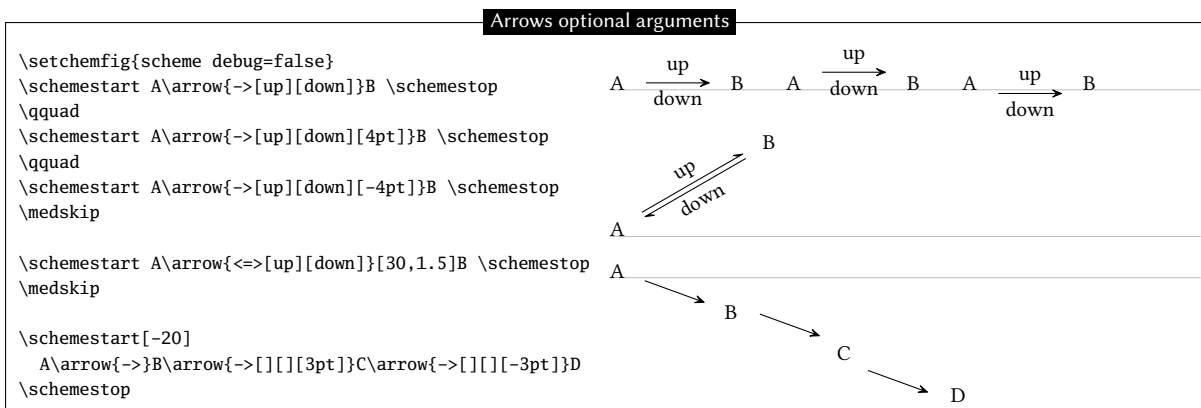 Arrows optional arguments
\setchemfig{scheme debug=false}
\schemestart A\arrow{->[up][down]}B \schemestop
\qquad
\schemestart A\arrow{->[up][down][4pt]}B \schemestop
\qquad
\schemestart A\arrow{->[up][down][-4pt]}B \schemestop
\medskip
\schemestart A\arrow{<=>[up][down]}[30,1.5]B \schemestop
\medskip
\schemestart[-20]
A\arrow{->}B\arrow{->[][][3pt]}C\arrow{->[][][-3pt]}D
\schemestop
up up up
A B A B A B
down down down
B
up
down
A
A
B
C
D